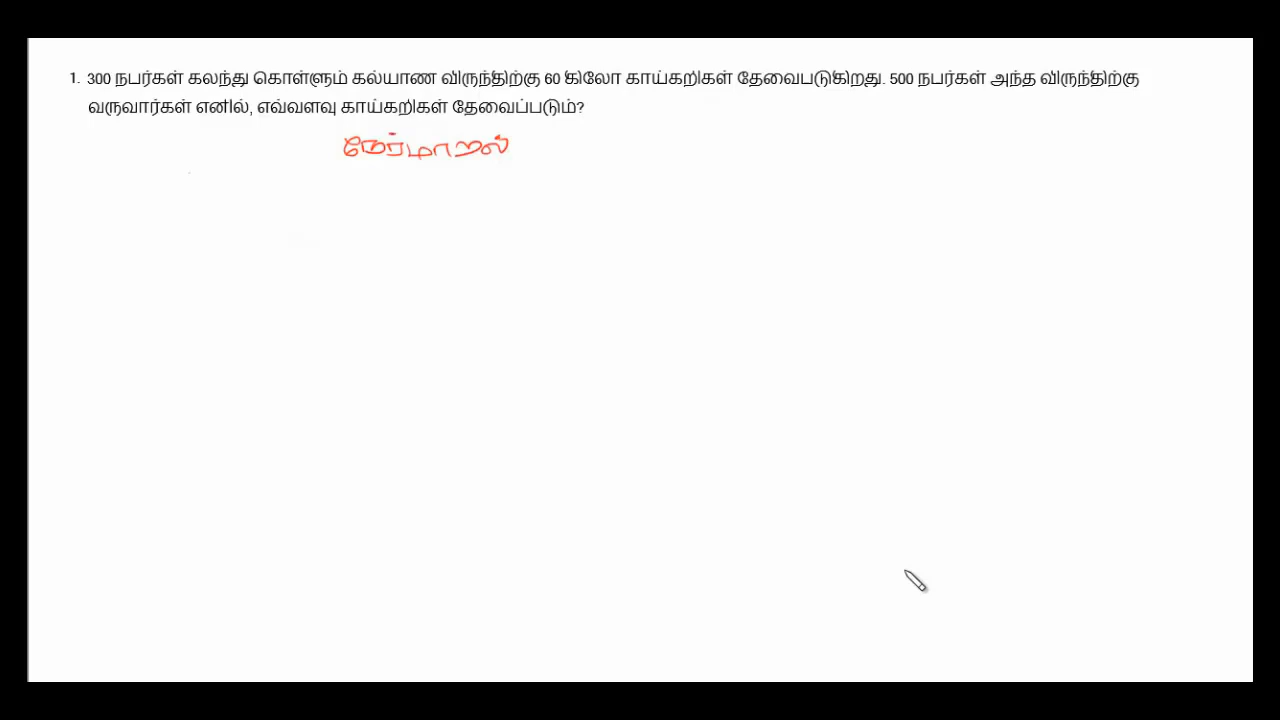 1. 300 நபர்கள் கலந்து கொள்ளும் கல்யாண விருந்திற்கு 60 கிலோ காய்கறிகள் தேவைபடுகிறது. 500 நபர்கள் அந்த விருந்திற்கு
வருவார்கள் எனில், எவ்வளவு காய்கறிகள் தேவைப்படும்?
நேர்மாறல்